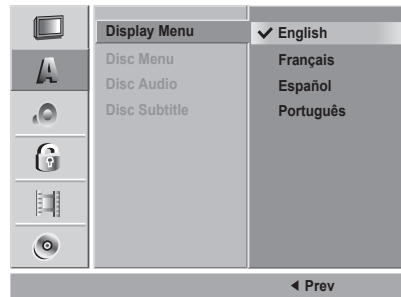 Display Menu
Disc Menu
Disc Audio
Disc Subtitle
✔ English
Français
Español
Português
◀ Prev